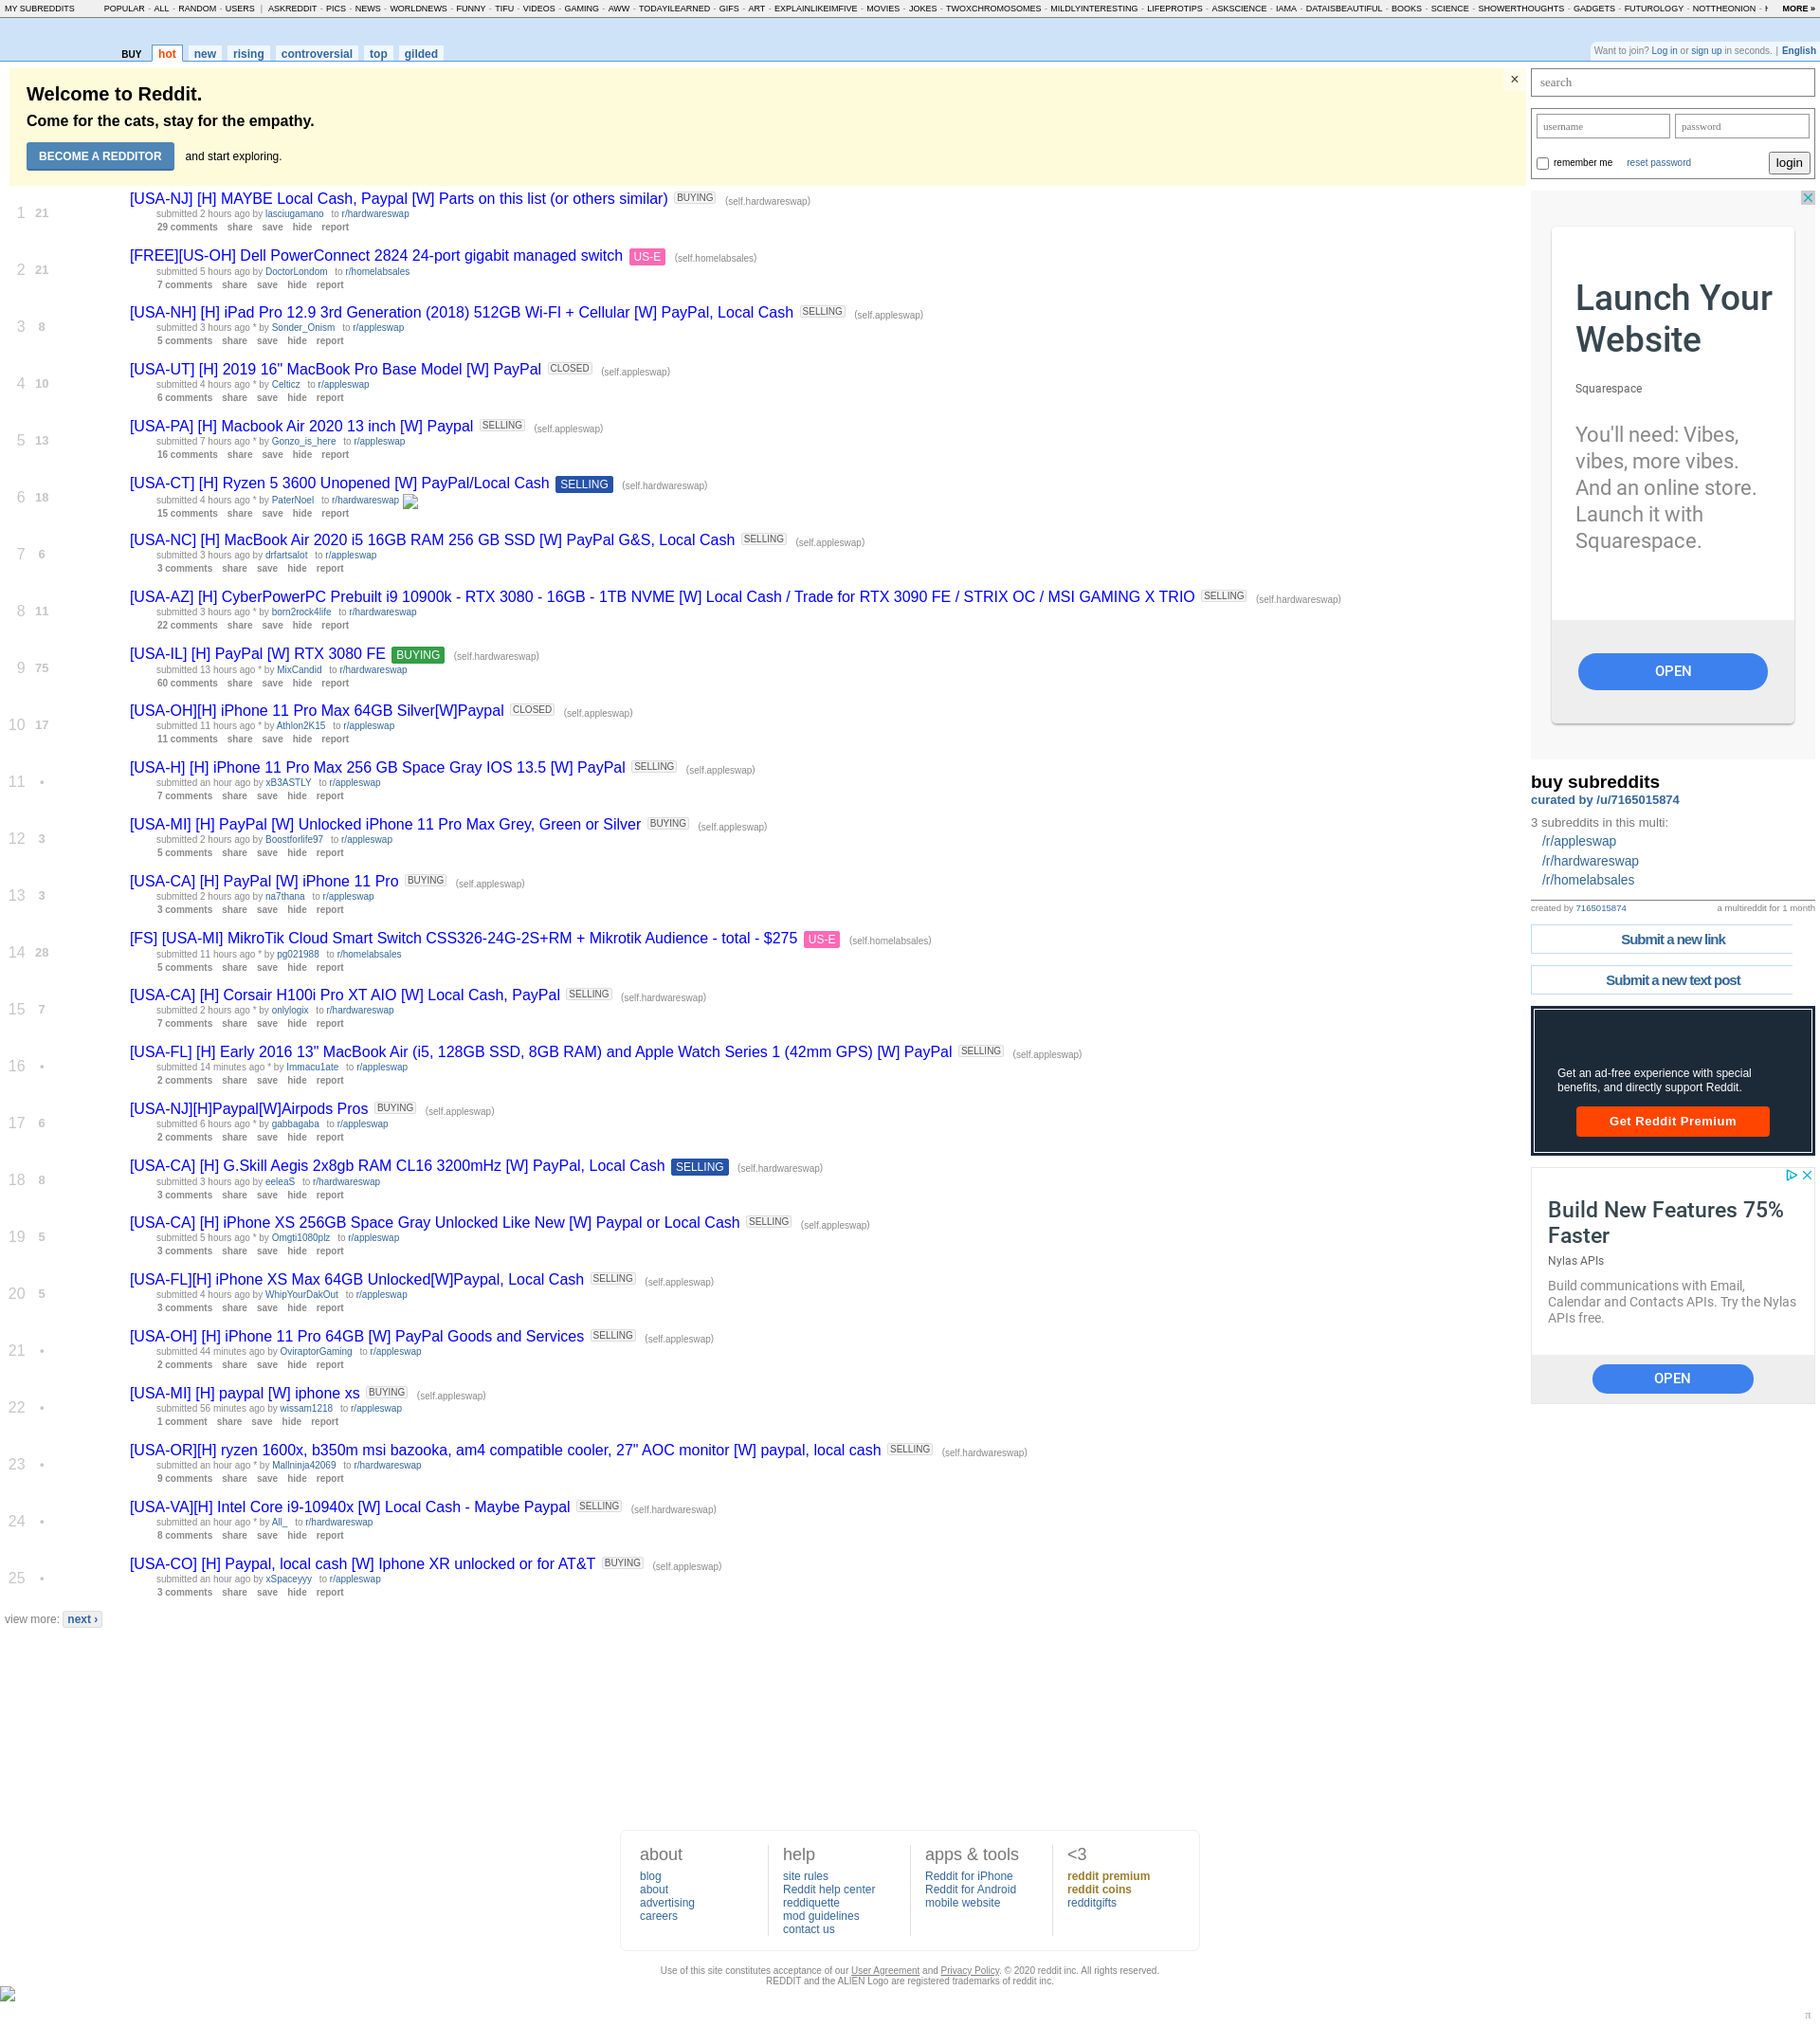 MY SUBREDDITS POPULAR - ALL - RANDOM - USERS | ASKREDDIT - PICS - NEWS - WORLDNEWS - FUNNY - TIFU - VIDEOS - GAMING - AWW - TODAYILEARNED - GIFS - ART - EXPLAINLIKEIMFIVE - MOVIES - JOKES - TWOXCHROMOSOMES - MILDLYINTERESTING - LIFEPROTIPS - ASKSCIENCE - IAMA - DATAISBEAUTIFUL - BOOKS - SCIENCE - SHOWERTHOUGHTS - GADGETS - FUTUROLOGY - NOTTHEONION - MORE »
BUY hot new rising controversial top gilded
Want to join? Log in or sign up in seconds. | English
×
Welcome to Reddit.
Come for the cats, stay for the empathy.
BECOME A REDDITOR and start exploring.
1 21 [USA-NJ] [H] MAYBE Local Cash, Paypal [W] Parts on this list (or others similar) BUYING (self.hardwareswap)
submitted 2 hours ago by lasciugamano to r/hardwareswap
29 comments share save hide report
2 21 [FREE][US-OH] Dell PowerConnect 2824 24-port gigabit managed switch US-E (self.homelabsales)
submitted 5 hours ago by DoctorLondom to r/homelabsales
7 comments share save hide report
3 8 [USA-NH] [H] iPad Pro 12.9 3rd Generation (2018) 512GB Wi-FI + Cellular [W] PayPal, Local Cash SELLING (self.appleswap)
submitted 3 hours ago * by Sonder_Onism to r/appleswap
5 comments share save hide report
4 10 [USA-UT] [H] 2019 16" MacBook Pro Base Model [W] PayPal CLOSED (self.appleswap)
submitted 4 hours ago * by Celticz to r/appleswap
6 comments share save hide report
5 13 [USA-PA] [H] Macbook Air 2020 13 inch [W] Paypal SELLING (self.appleswap)
submitted 7 hours ago * by Gonzo_is_here to r/appleswap
16 comments share save hide report
6 18 [USA-CT] [H] Ryzen 5 3600 Unopened [W] PayPal/Local Cash SELLING (self.hardwareswap)
submitted 4 hours ago * by PaterNoel to r/hardwareswap
15 comments share save hide report
7 6 [USA-NC] [H] MacBook Air 2020 i5 16GB RAM 256 GB SSD [W] PayPal G&S, Local Cash SELLING (self.appleswap)
submitted 3 hours ago by drfartsalot to r/appleswap
3 comments share save hide report
8 11 [USA-AZ] [H] CyberPowerPC Prebuilt i9 10900k - RTX 3080 - 16GB - 1TB NVME [W] Local Cash / Trade for RTX 3090 FE / STRIX OC / MSI GAMING X TRIO SELLING (self.hardwareswap)
submitted 3 hours ago * by born2rock4life to r/hardwareswap
22 comments share save hide report
9 75 [USA-IL] [H] PayPal [W] RTX 3080 FE BUYING (self.hardwareswap)
submitted 13 hours ago * by MixCandid to r/hardwareswap
60 comments share save hide report
10 17 [USA-OH][H] iPhone 11 Pro Max 64GB Silver[W]Paypal CLOSED (self.appleswap)
submitted 11 hours ago * by Athlon2K15 to r/appleswap
11 comments share save hide report
11 • [USA-H] [H] iPhone 11 Pro Max 256 GB Space Gray IOS 13.5 [W] PayPal SELLING (self.appleswap)
submitted an hour ago by xB3ASTLY to r/appleswap
7 comments share save hide report
12 3 [USA-MI] [H] PayPal [W] Unlocked iPhone 11 Pro Max Grey, Green or Silver BUYING (self.appleswap)
submitted 2 hours ago by Boostforlife97 to r/appleswap
5 comments share save hide report
13 3 [USA-CA] [H] PayPal [W] iPhone 11 Pro BUYING (self.appleswap)
submitted 2 hours ago by na7thana to r/appleswap
3 comments share save hide report
14 28 [FS] [USA-MI] MikroTik Cloud Smart Switch CSS326-24G-2S+RM + Mikrotik Audience - total - $275 US-E (self.homelabsales)
submitted 11 hours ago * by pg021988 to r/homelabsales
5 comments share save hide report
15 7 [USA-CA] [H] Corsair H100i Pro XT AIO [W] Local Cash, PayPal SELLING (self.hardwareswap)
submitted 2 hours ago * by onlylogix to r/hardwareswap
7 comments share save hide report
16 • [USA-FL] [H] Early 2016 13" MacBook Air (i5, 128GB SSD, 8GB RAM) and Apple Watch Series 1 (42mm GPS) [W] PayPal SELLING (self.appleswap)
submitted 14 minutes ago * by Immacu1ate to r/appleswap
2 comments share save hide report
17 6 [USA-NJ][H]Paypal[W]Airpods Pros BUYING (self.appleswap)
submitted 6 hours ago * by gabbagaba to r/appleswap
2 comments share save hide report
18 8 [USA-CA] [H] G.Skill Aegis 2x8gb RAM CL16 3200mHz [W] PayPal, Local Cash SELLING (self.hardwareswap)
submitted 3 hours ago by eeleaS to r/hardwareswap
3 comments share save hide report
19 5 [USA-CA] [H] iPhone XS 256GB Space Gray Unlocked Like New [W] Paypal or Local Cash SELLING (self.appleswap)
submitted 5 hours ago * by Omgti1080plz to r/appleswap
3 comments share save hide report
20 5 [USA-FL][H] iPhone XS Max 64GB Unlocked[W]Paypal, Local Cash SELLING (self.appleswap)
submitted 4 hours ago by WhipYourDakOut to r/appleswap
3 comments share save hide report
21 • [USA-OH] [H] iPhone 11 Pro 64GB [W] PayPal Goods and Services SELLING (self.appleswap)
submitted 44 minutes ago by OviraptorGaming to r/appleswap
2 comments share save hide report
22 • [USA-MI] [H] paypal [W] iphone xs BUYING (self.appleswap)
submitted 56 minutes ago by wissam1218 to r/appleswap
1 comment share save hide report
23 • [USA-OR][H] ryzen 1600x, b350m msi bazooka, am4 compatible cooler, 27" AOC monitor [W] paypal, local cash SELLING (self.hardwareswap)
submitted an hour ago * by Mallninja42069 to r/hardwareswap
9 comments share save hide report
24 • [USA-VA][H] Intel Core i9-10940x [W] Local Cash - Maybe Paypal SELLING (self.hardwareswap)
submitted an hour ago * by All_ to r/hardwareswap
8 comments share save hide report
25 • [USA-CO] [H] Paypal, local cash [W] Iphone XR unlocked or for AT&T BUYING (self.appleswap)
submitted an hour ago by xSpaceyyy to r/appleswap
3 comments share save hide report
view more: next ›
search
username password
remember me reset password login
Launch Your
Website
Squarespace
You'll need: Vibes,
vibes, more vibes.
And an online store.
Launch it with
Squarespace.
OPEN
buy subreddits
curated by /u/7165015874
3 subreddits in this multi:
/r/appleswap
/r/hardwareswap
/r/homelabsales
created by 7165015874 a multireddit for 1 month
Submit a new link
Submit a new text post
Get an ad-free experience with special
benefits, and directly support Reddit.
Get Reddit Premium
Build New Features 75%
Faster
Nylas APIs
Build communications with Email,
Calendar and Contacts APIs. Try the Nylas
APIs free.
OPEN
about
blog
about
advertising
careers
help
site rules
Reddit help center
reddiquette
mod guidelines
contact us
apps & tools
Reddit for iPhone
Reddit for Android
mobile website
<3
reddit premium
reddit coins
redditgifts
Use of this site constitutes acceptance of our User Agreement and Privacy Policy. © 2020 reddit inc. All rights reserved.
REDDIT and the ALIEN Logo are registered trademarks of reddit inc.
π